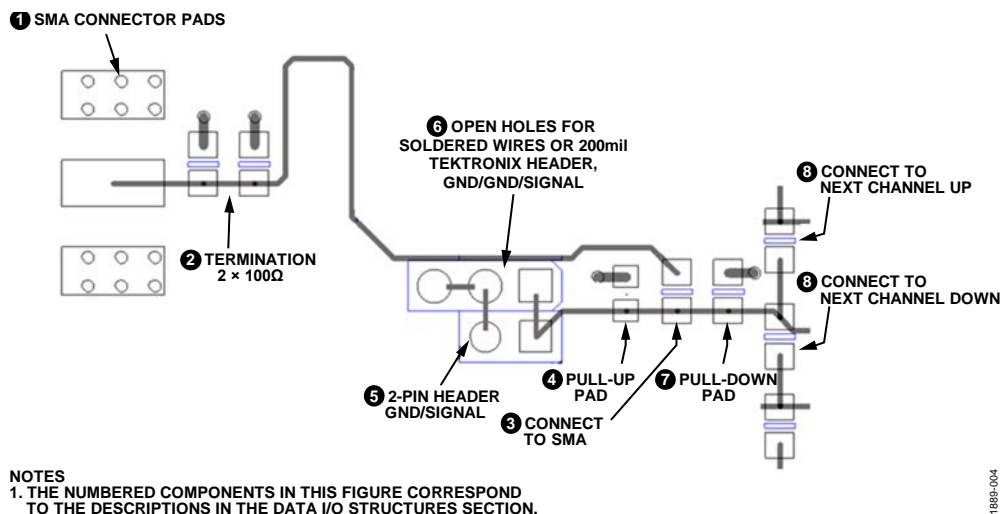 1 SMA CONNECTOR PADS
6 OPEN HOLES FOR
SOLDERED WIRES OR 200mil
TEKTRONIX HEADER,
GND/GND/SIGNAL
8 CONNECT TO
NEXT CHANNEL UP
2 TERMINATION
2 × 100Ω
8 CONNECT TO
NEXT CHANNEL DOWN
5 2-PIN HEADER
GND/SIGNAL
4 PULL-UP
PAD
7 PULL-DOWN
PAD
3 CONNECT
TO SMA
NOTES
1. THE NUMBERED COMPONENTS IN THIS FIGURE CORRESPOND
TO THE DESCRIPTIONS IN THE DATA I/O STRUCTURES SECTION.
1889-004